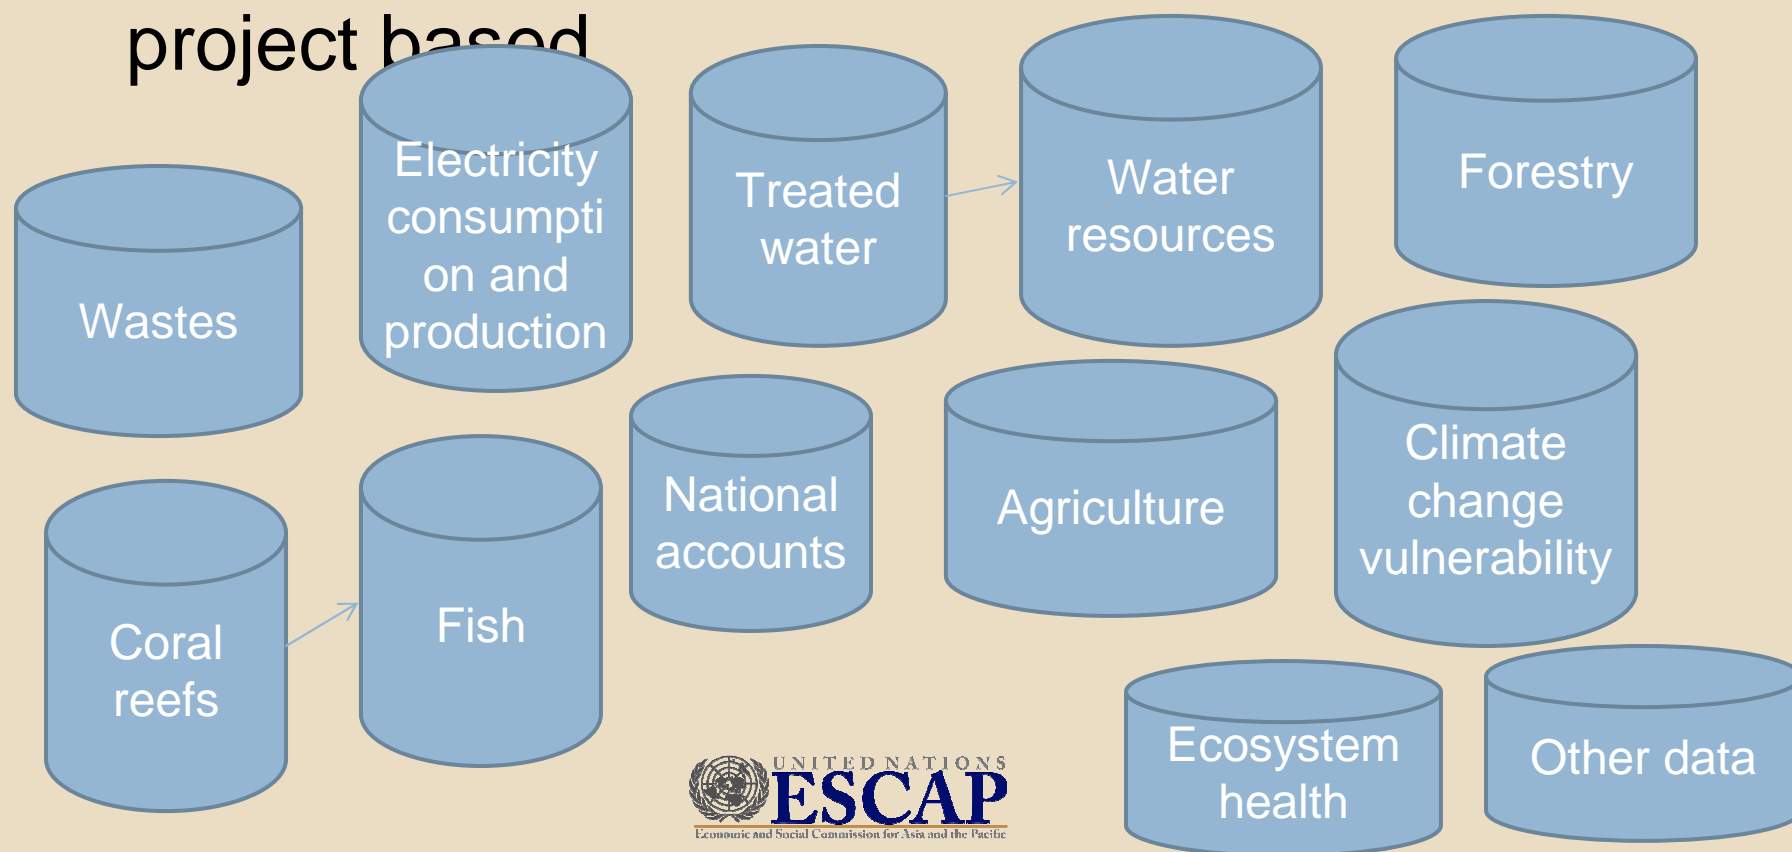 project based
Electricity
consumpti
on and
production
Treated
water
Water
resources
Forestry
Wastes
National
accounts
Agriculture
Climate
change
vulnerability
Coral
reefs
Fish
Ecosystem
health
Other data
UNITED NATIONS
ESCAP
Economic and Social Commission for Asia and the Pacific